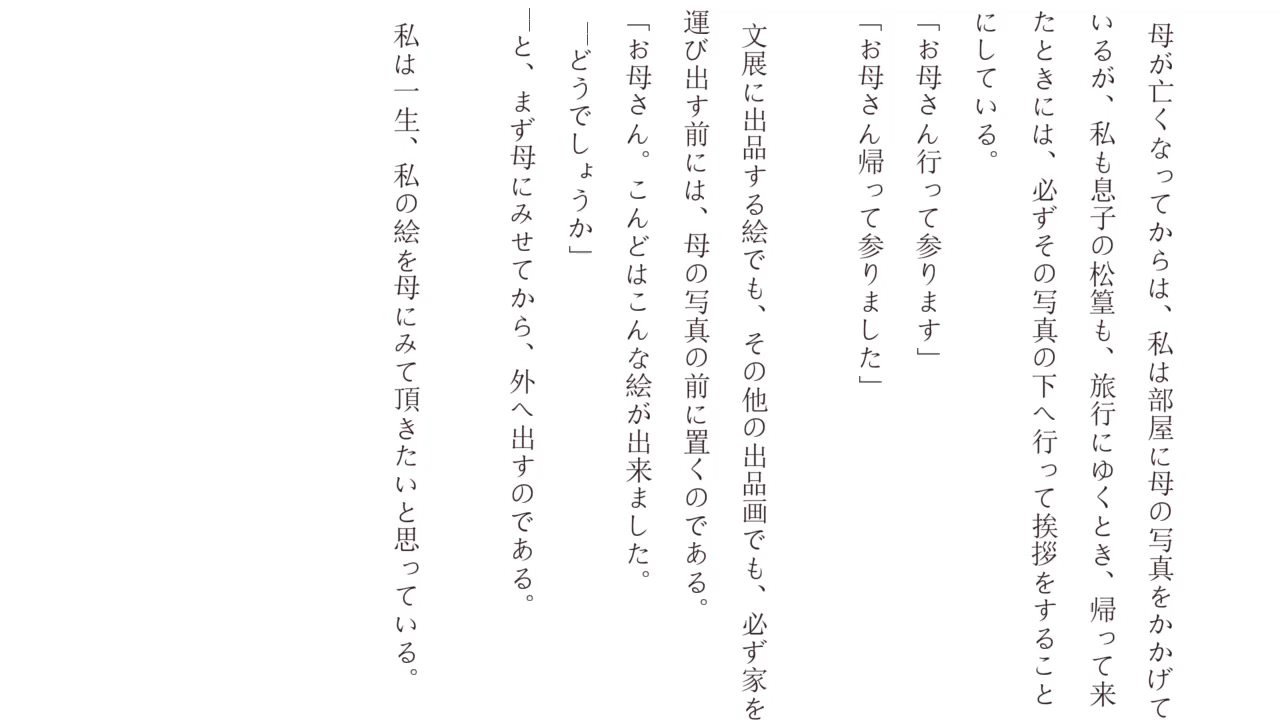 母が亡くなってからは、私は部屋に母の写真をかかげて
いるが、私も息子の松篁も、旅行にゆくとき、帰って来
たときには、必ずその写真の下へ行って挨拶をすること
にしている。
「お母さん行って参ります」
「お母さん帰って参りました」
文展に出品する絵でも、その他の出品画でも、必ず家を
運び出す前には、母の写真の前に置くのである。
「お母さん。こんどはこんな絵が出来ました。
―どうでしょうか」
―と、まず母にみせてから、外へ出すのである。
私は一生、私の絵を母にみて頂きたいと思っている。